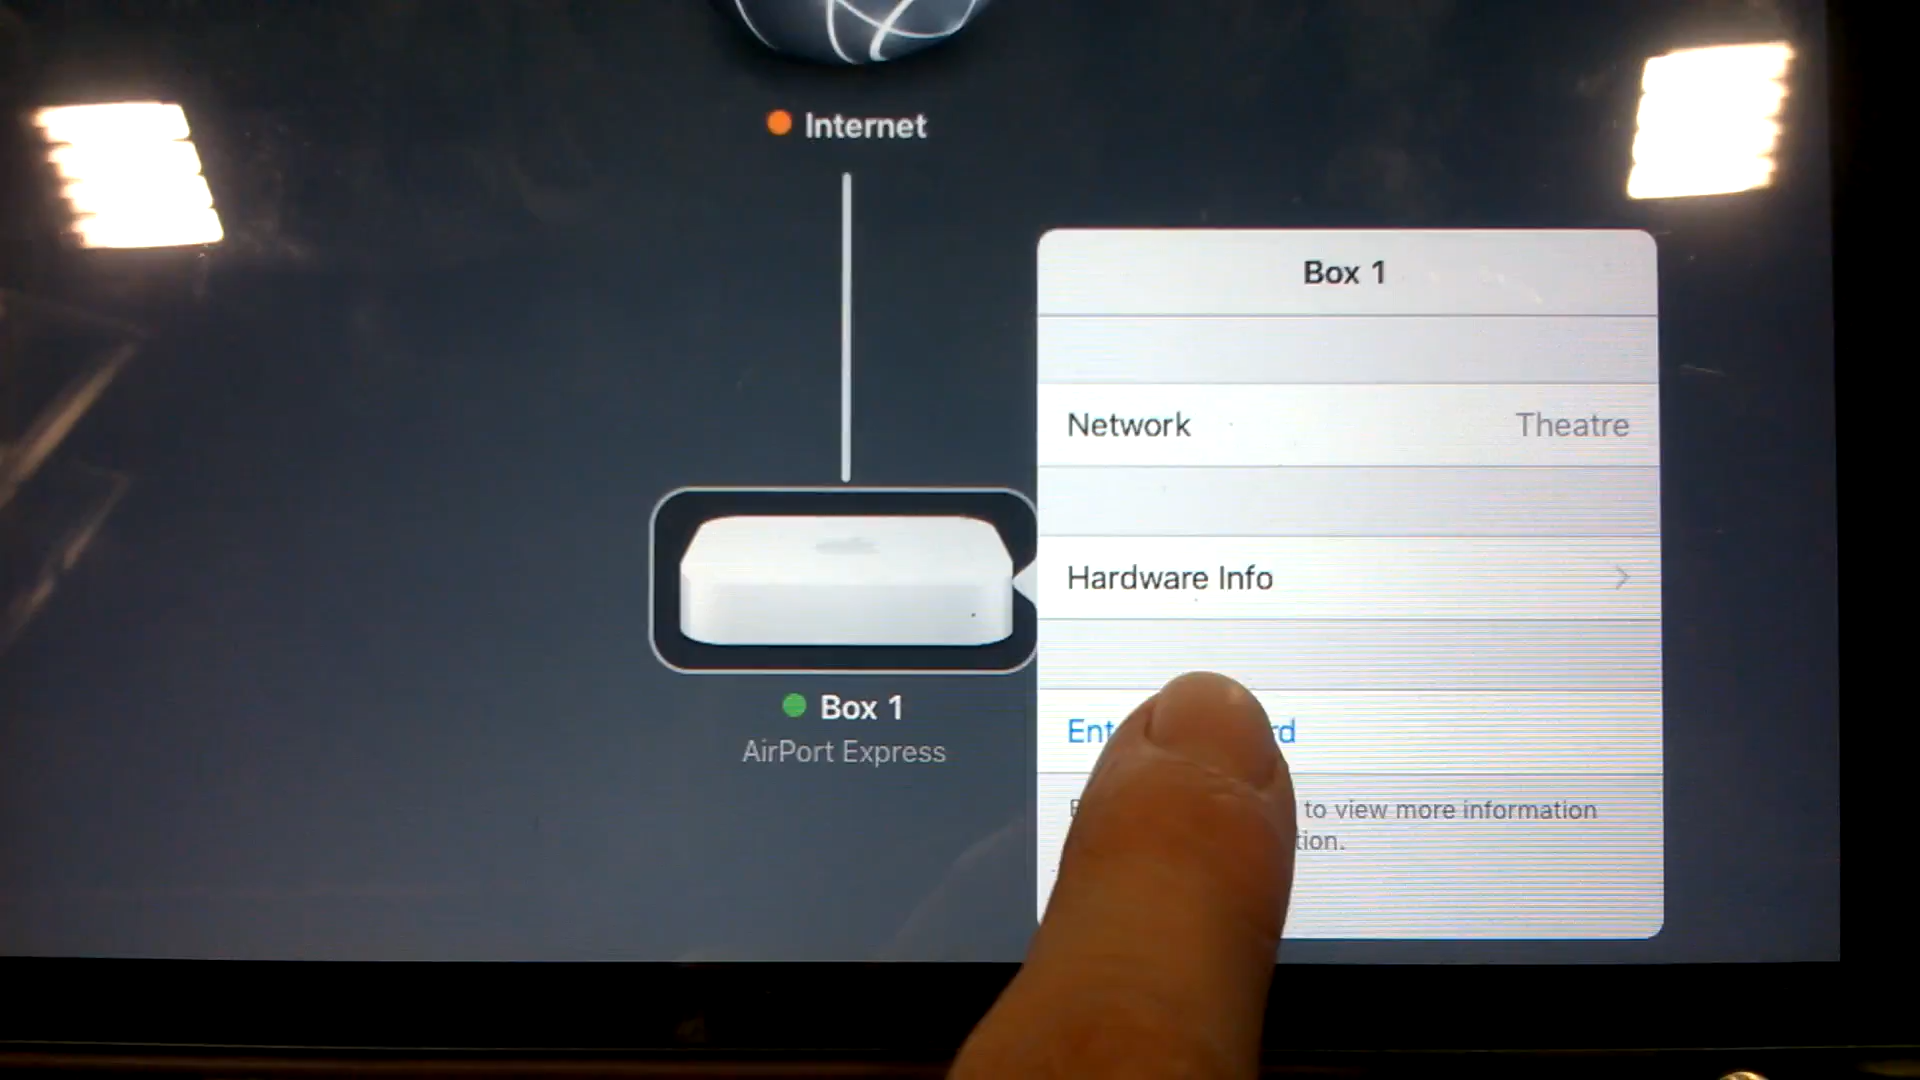 Internet
Box 1
Network Theatre
Hardware Info
Box 1
AirPort Express
to view more information